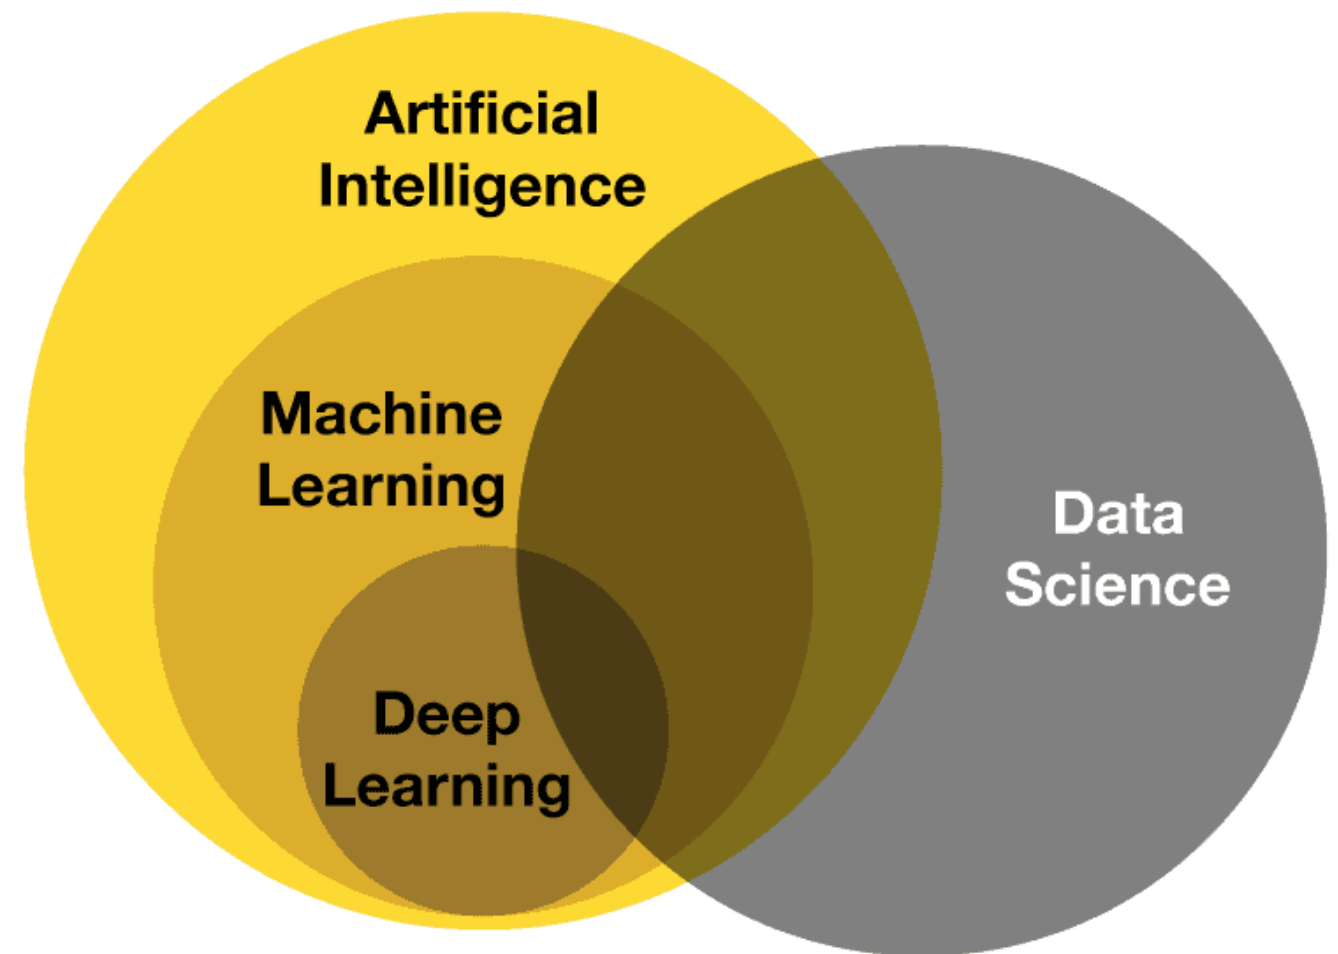 Artificial
Intelligence
Machine
Learning
Data
Science
Deep
Learning